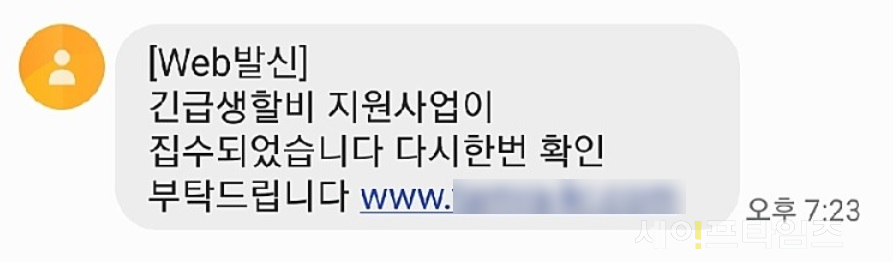 [Web발신]
긴급생활비 지원사업이
집수되었습니다 다시한번 확인
부탁드립니다 www.
오후 7:23
세이프타임즈